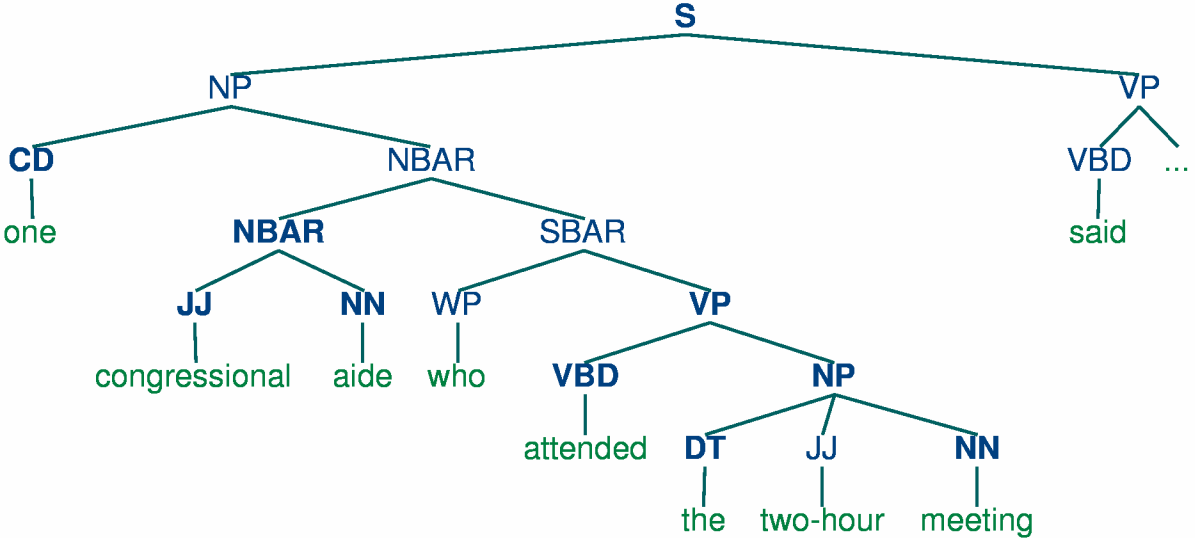 S
NP VP
CD NBAR VBD ...
one NBAR SBAR said
JJ NN WP VP
congressional aide who VBD NP
attended DT JJ NN
the two-hour meeting